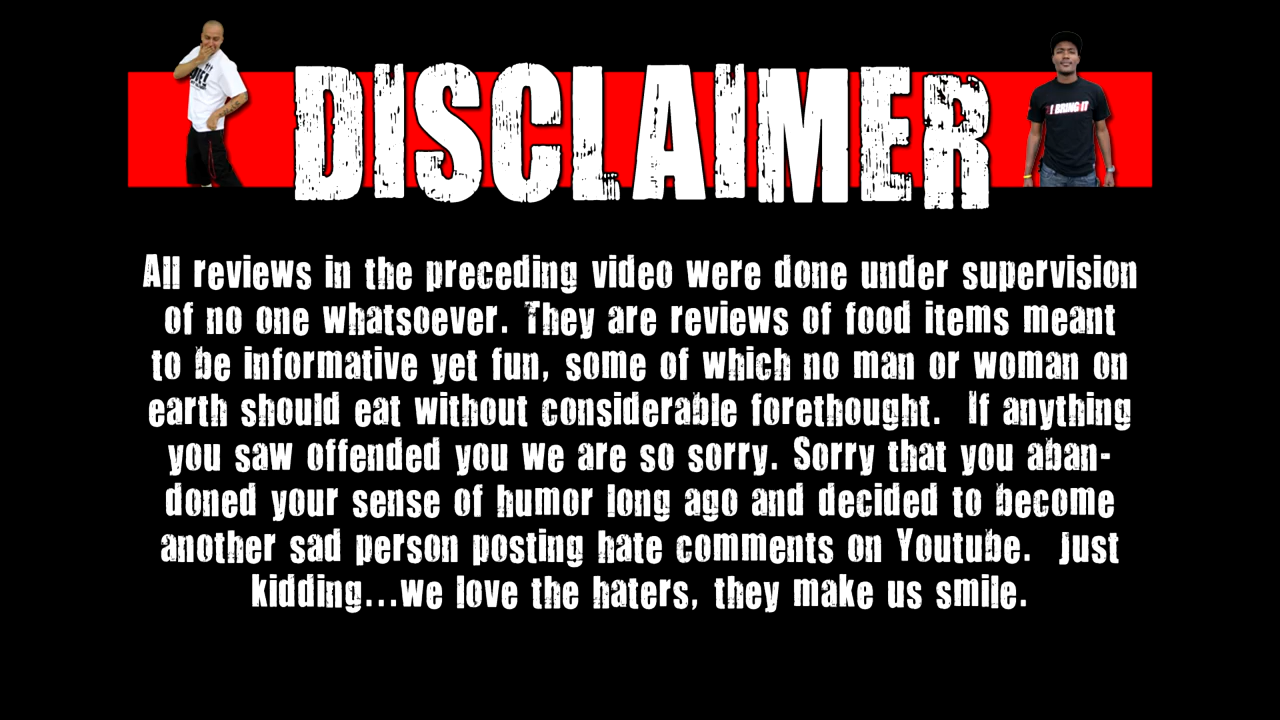 DISCLAIMER
I BRING IT
All reviews in the preceding video were done under supervision
of no one whatsoever. They are reviews of food items meant
to be informative yet fun, some of which no man or woman on
earth should eat without considerable forethought. If anything
you saw offended you we are so sorry. Sorry that you aban-
doned your sense of humor long ago and decided to become
another sad person posting hate comments on Youtube. Just
kidding...we love the haters, they make us smile.